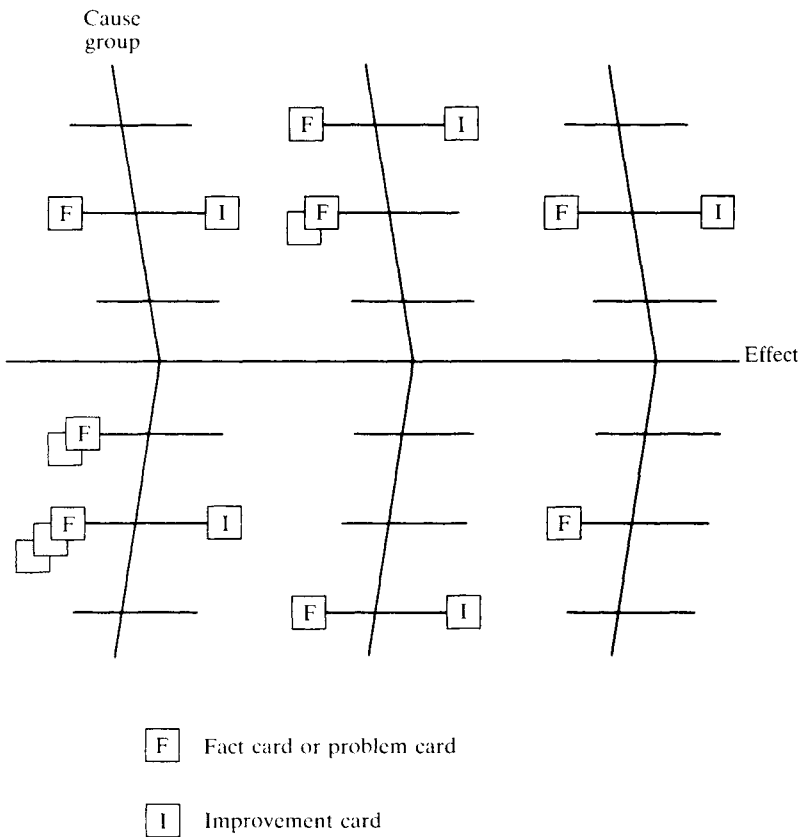 Cause
group
F I
F I
F I
F
F I
Effect
F
F I
F
F I
F Fact card or problem card
I Improvement card